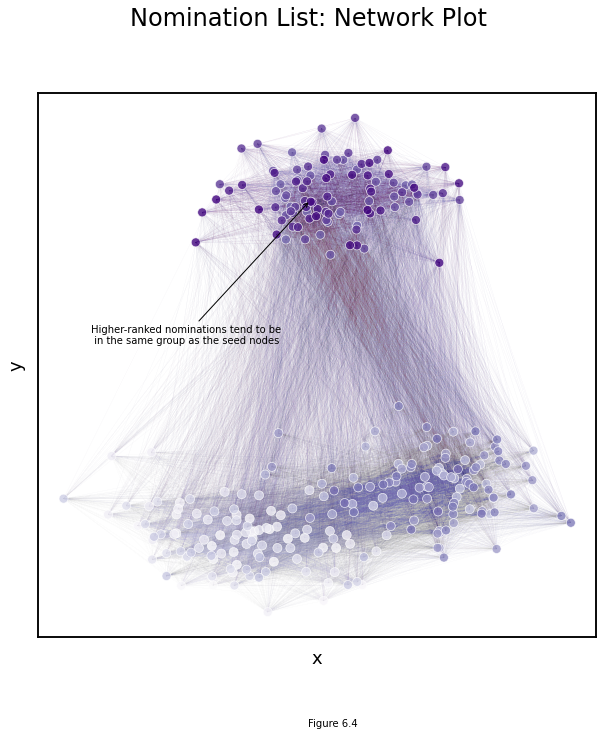 Nomination List: Network Plot
Higher-ranked nominations tend to be
in the same group as the seed nodes
y
x
Figure 6.4